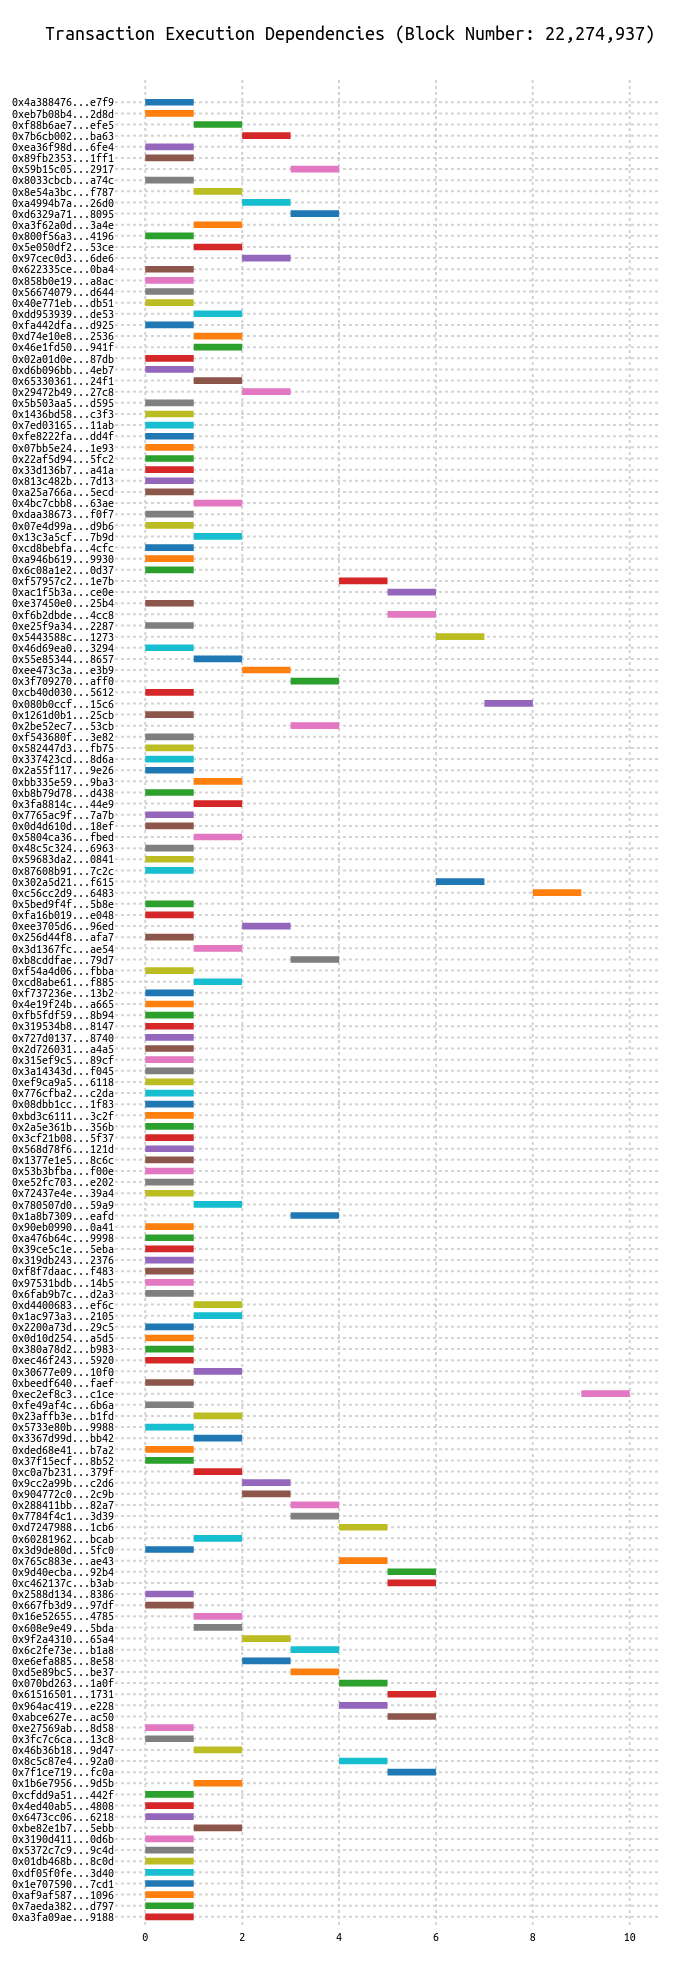 Transaction Execution Dependencies (Block Number: 22,274,937)
0x4a388476...e7f9
0xeb7b08b4...2d8d
0xf88b6ae7...efe5
0x7b6cb002...ba63
0xea36f98d...6fe4
0x89fb2353...1ff1
0x59b15c05...2917
0x8033cbcb...a74c
0x8e54a3bc...f787
0xa4994b7a...26d0
0xd6329a71...8095
0xa3f62a0d...3a4e
0x800f56a3...4196
0x5e050df2...53ce
0x97cec0d3...6de6
0x622335ce...0ba4
0x858b0e19...a8ac
0x56674079...d644
0x40e771eb...db51
0xdd953939...de53
0xfa442dfa...d925
0xd74e10e8...2536
0x46e1fd50...941f
0x02a01d0e...87db
0xd6b096bb...4eb7
0x65330361...24f1
0x29472b49...27c8
0x5b503aa5...d595
0x1436bd58...c3f3
0x7ed03165...11ab
0xfe8222fa...dd4f
0x07bb5e24...1e93
0x22af5d94...5fc2
0x33d136b7...a41a
0x813c482b...7d13
0xa25a766a...5ecd
0x4bc7cbb8...63ae
0xdaa38673...f0f7
0x07e4d99a...d9b6
0x13c3a5cf...7b9d
0xcd8bebfa...4cfc
0xa946b619...9930
0x6c08a1e2...0d37
0xf57957c2...1e7b
0xac1f5b3a...ce0e
0xe37450e0...25b4
0xf6b2dbde...4cc8
0xe25f9a34...2287
0x5443588c...1273
0x46d69ea0...3294
0x55e85344...8657
0xee473c3a...e3b9
0x3f709270...aff0
0xcb40d030...5612
0x080b0ccf...15c6
0x1261d0b1...25cb
0x2be52ec7...53cb
0xf543680f...3e82
0x582447d3...fb75
0x337423cd...8d6a
0x2a55f117...9e26
0xbb335e59...9ba3
0xb8b79d78...d438
0x3fa8814c...44e9
0x7765ac9f...7a7b
0x0d4d610d...18ef
0x5804ca36...fbed
0x48c5c324...6963
0x59683da2...0841
0x87608b91...7c2c
0x302a5d21...f615
0xc56cc2d9...6483
0x5bed9f4f...5b8e
0xfa16b019...e048
0xee3705d6...96ed
0x256d44f8...afa7
0x3d1367fc...ae54
0xb8cddfae...79d7
0xf54a4d06...fbba
0xcd8abe61...f885
0xf737236e...13b2
0x4e19f24b...a665
0xfb5fdf59...8b94
0x319534b8...8147
0x727d0137...8740
0x2d726031...a4a5
0x315ef9c5...89cf
0x3a14343d...f045
0xef9ca9a5...6118
0x776cfba2...c2da
0x08dbb1cc...1f83
0xbd3c6111...3c2f
0x2a5e361b...356b
0x3cf21b08...5f37
0x568d78f6...121d
0x1377e1e5...8c6c
0x53b3bfba...f00e
0xe52fc703...e202
0x72437e4e...39a4
0x780507d0...59a9
0x1a8b7309...eafd
0x90eb0990...0a41
0xa476b64c...9998
0x39ce5c1e...5eba
0x319db243...2376
0xf8f7daac...f483
0x97531bdb...14b5
0x6fab9b7c...d2a3
0xd4400683...ef6c
0x1ac973a3...2105
0x2200a73d...29c5
0x0d10d254...a5d5
0x380a78d2...b983
0xec46f243...5920
0x30677e09...10f0
0xbeedf640...faef
0xec2ef8c3...c1ce
0xfe49af4c...6b6a
0x23affb3e...b1fd
0x5733e80b...9988
0x3367d99d...bb42
0xded68e41...b7a2
0x37f15ecf...8b52
0xc0a7b231...379f
0x9cc2a99b...c2d6
0x904772c0...2c9b
0x288411bb...82a7
0x7784f4c1...3d39
0xd7247988...1cb6
0x60281962...bcab
0x3d9de80d...5fc0
0x765c883e...ae43
0x9d40ecba...92b4
0xc462137c...b3ab
0x2588d134...8386
0x667fb3d9...97df
0x16e52655...4785
0x608e9e49...5bda
0x9f2a4310...65a4
0x6c2fe73e...b1a8
0xe6efa885...8e58
0xd5e89bc5...be37
0x070bd263...1a0f
0x61516501...1731
0x964ac419...e228
0xabce627e...ac50
0xe27569ab...8d58
0x3fc7c6ca...13c8
0x46b36b18...9d47
0x8c5c87e4...92a0
0x7f1ce719...fc0a
0x1b6e7956...9d5b
0xcfdd9a51...442f
0x4ed40ab5...4808
0x6473cc06...6218
0xbe82e1b7...5ebb
0x3190d411...0d6b
0x5372c7c9...9c4d
0x01db468b...8c0d
0xdf05f0fe...3d40
0x1e707590...7cd1
0xaf9af587...1096
0x7aeda382...d797
0xa3fa09ae...9188
0 2 4 6 8 10